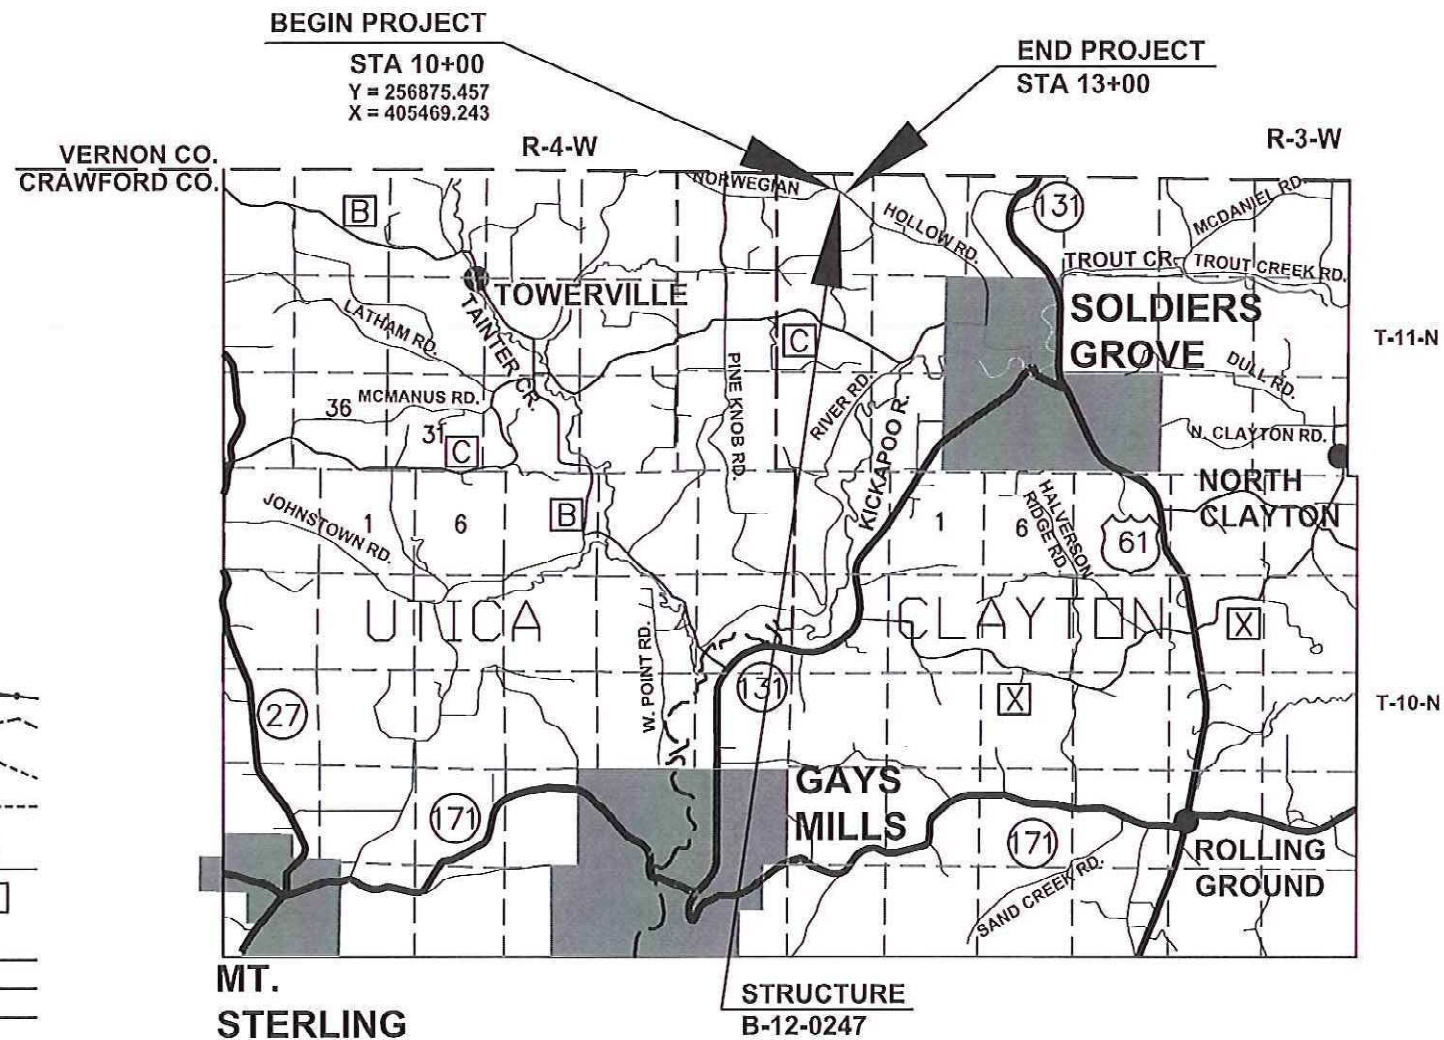 BEGIN PROJECT
STA 10+00
Y = 256875.457
X = 405469.243
END PROJECT
STA 13+00
R-4-W
R-3-W
VERNON CO.
CRAWFORD CO.
NORWEGIAN
HOLLOW RD.
131
MCDANIEL RD.
B
TROUT CR.
TROUT CREEK RD.
TOWERVILLE
SOLDIERS
GROVE
LATHAM RD.
TAINTER CR.
C
T-11-N
PINE KNOB RD.
RIVER RD.
DULL RD.
36
MCMANUS RD.
31
C
KICKAPOO R.
N. CLAYTON RD.
NORTH
CLAYTON
JOHNSTOWN RD.
1
6
B
1
6
HALVERSON
RIDGE RD.
61
UTICA
CLAYTON
X
W. POINT RD.
131
X
27
T-10-N
GAYS
MILLS
171
171
ROLLING
GROUND
SAND CREEK RD.
MT.
STERLING
STRUCTURE
B-12-0247